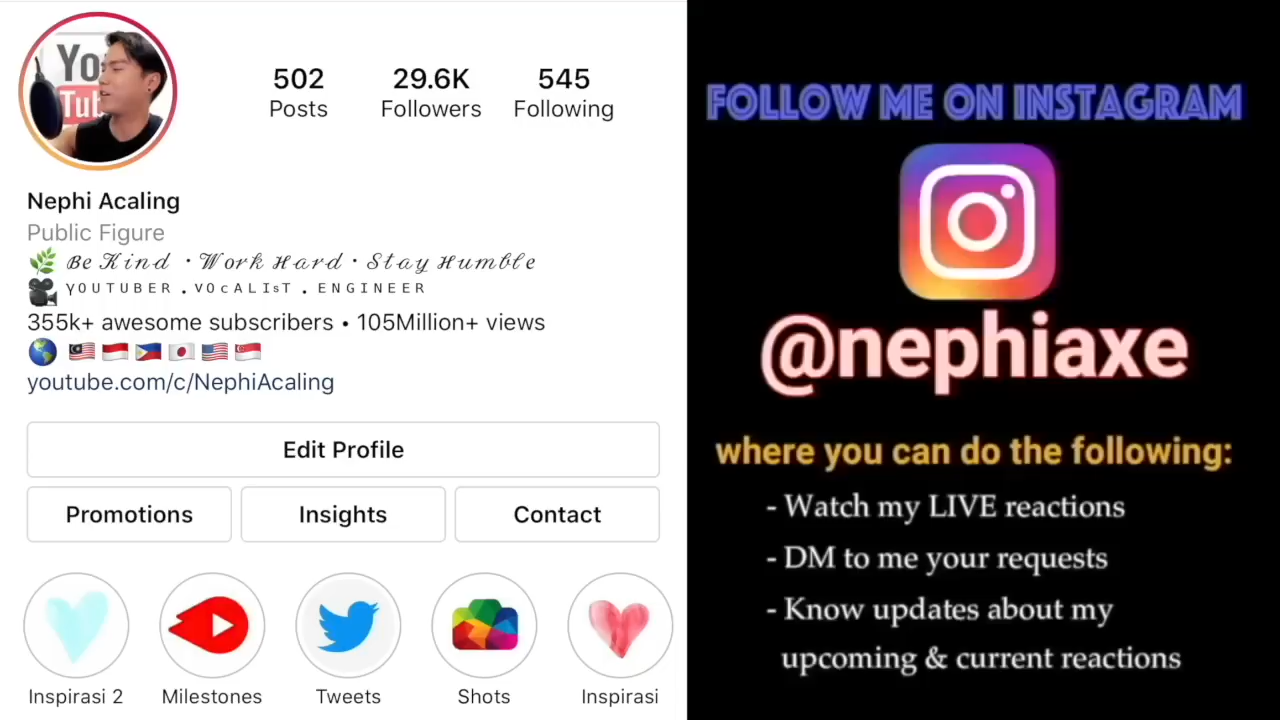 You
Tub
502
Posts
29.6K
Followers
545
Following
Nephi Acaling
Public Figure
🌿 𝓑𝑒 𝒦𝒾𝓃𝒹 · 𝒲𝑜𝓇𝓀 𝓗𝒶𝓇𝒹 · 𝒮𝓉𝒶𝓎 𝓗𝓊𝓂𝒷𝓁𝑒
🎥 YOUTUBER . VOCALIST . ENGINEER
355k+ awesome subscribers • 105Million+ views
🌎 🇲🇾 🇮🇩 🇵🇭 🇯🇵 🇺🇸 🇸🇬
youtube.com/c/NephiAcaling
Edit Profile
Promotions
Insights
Contact
Inspirasi 2
Milestones
Tweets
Shots
Inspirasi
FOLLOW ME ON INSTAGRAM
@nephiaxe
where you can do the following:
- Watch my LIVE reactions
- DM to me your requests
- Know updates about my
upcoming & current reactions